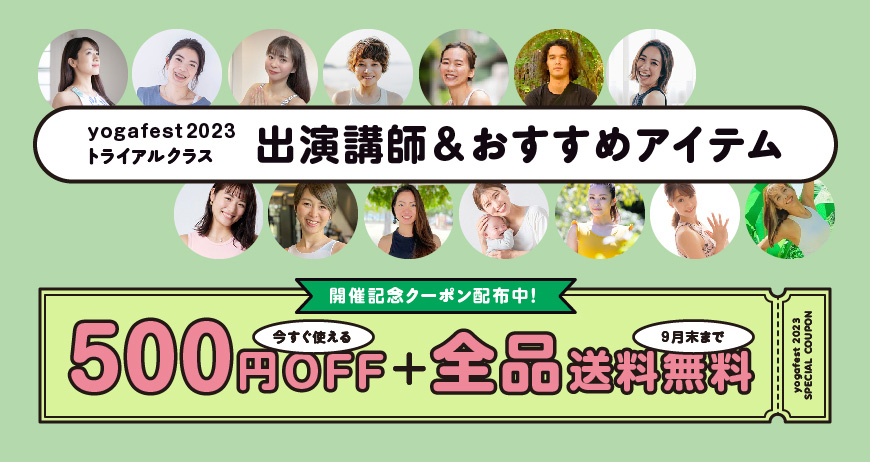 yogafest 2023
トライアルクラス
出演講師＆おすすめアイテム
開催記念クーポン配布中！
今すぐ使える
9月末まで
500円OFF＋全品送料無料
yogafest 2023
SPECIAL COUPON